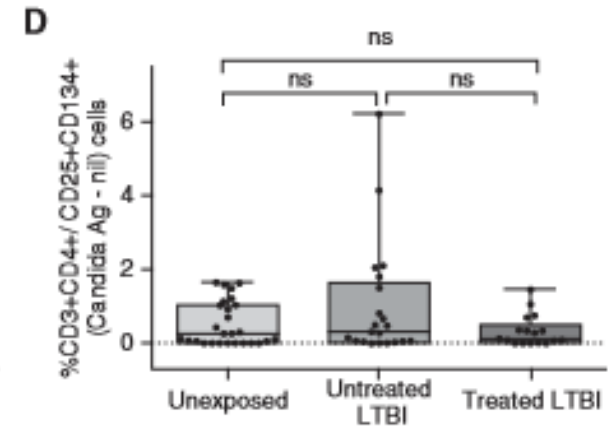 D
ns
ns ns
%CD3+CD4+/ CD25+CD134+
(Candida Ag - nil) cells
6
4
2
0
Unexposed
Untreated
LTBI
Treated LTBI